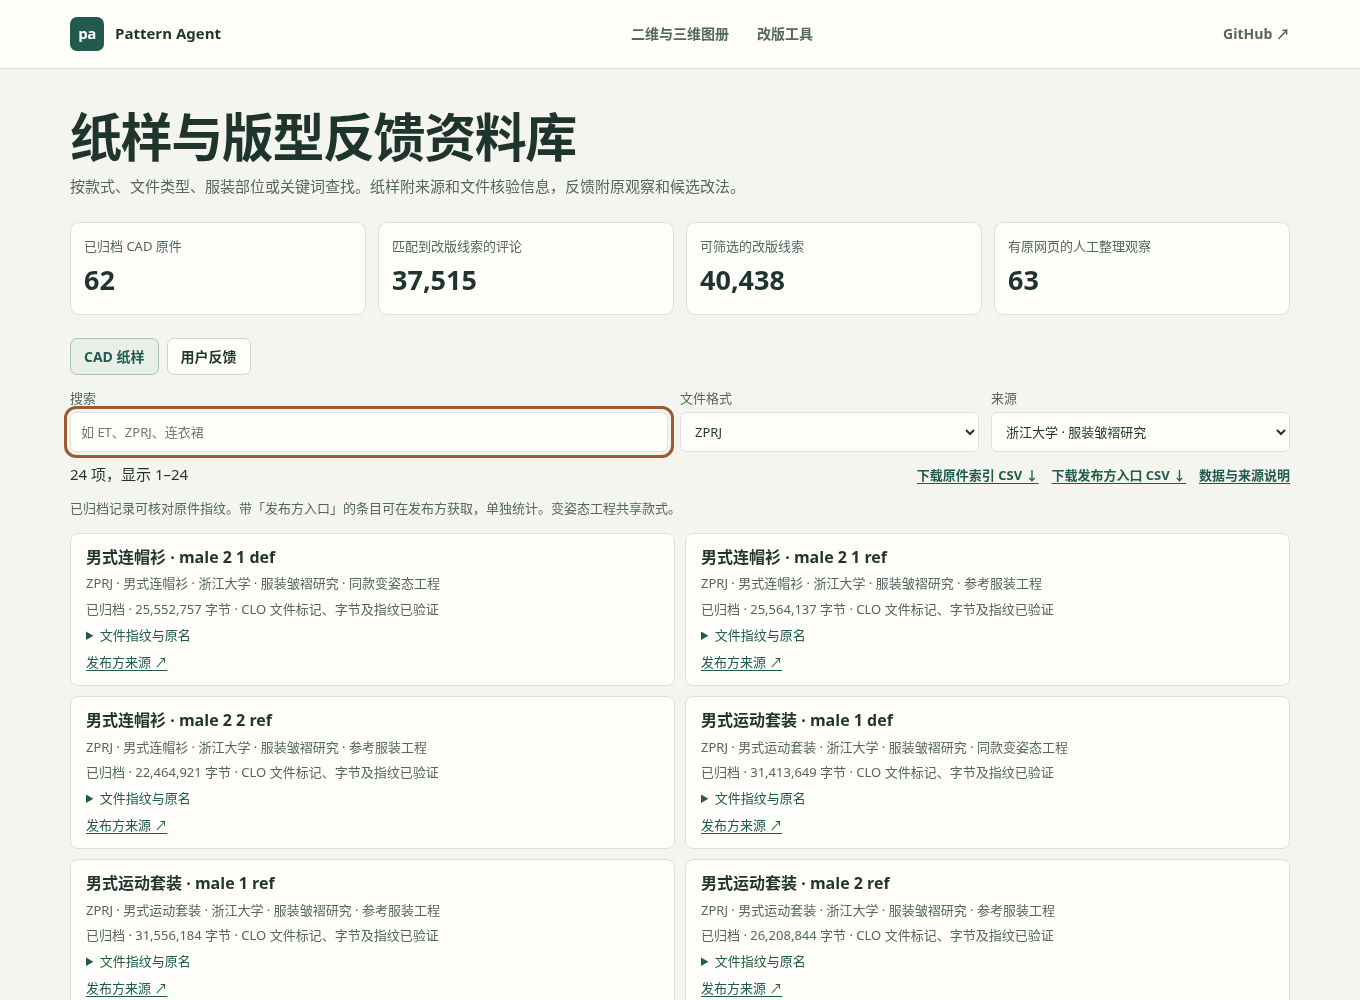 pa
Pattern Agent
二维与三维图册
改版工具
GitHub ↗
纸样与版型反馈资料库
按款式、文件类型、服装部位或关键词查找。纸样附来源和文件核验信息，反馈附原观察和候选改法。
已归档 CAD 原件
62
匹配到改版线索的评论
37,515
可筛选的改版线索
40,438
有原网页的人工整理观察
63
CAD 纸样
用户反馈
搜索
如 ET、ZPRJ、连衣裙
文件格式
ZPRJ
来源
浙江大学 · 服装皱褶研究
24 项，显示 1–24
下载原件索引 CSV ↓
下载发布方入口 CSV ↓
数据与来源说明
已归档记录可核对原件指纹。带「发布方入口」的条目可在发布方获取，单独统计。变姿态工程共享款式。
男式连帽衫 · male 2 1 def
ZPRJ · 男式连帽衫 · 浙江大学 · 服装皱褶研究 · 同款变姿态工程
已归档 · 25,552,757 字节 · CLO 文件标记、字节及指纹已验证
▶ 文件指纹与原名
发布方来源 ↗
男式连帽衫 · male 2 1 ref
ZPRJ · 男式连帽衫 · 浙江大学 · 服装皱褶研究 · 参考服装工程
已归档 · 25,564,137 字节 · CLO 文件标记、字节及指纹已验证
▶ 文件指纹与原名
发布方来源 ↗
男式连帽衫 · male 2 2 ref
ZPRJ · 男式连帽衫 · 浙江大学 · 服装皱褶研究 · 参考服装工程
已归档 · 22,464,921 字节 · CLO 文件标记、字节及指纹已验证
▶ 文件指纹与原名
发布方来源 ↗
男式运动套装 · male 1 def
ZPRJ · 男式运动套装 · 浙江大学 · 服装皱褶研究 · 同款变姿态工程
已归档 · 31,413,649 字节 · CLO 文件标记、字节及指纹已验证
▶ 文件指纹与原名
发布方来源 ↗
男式运动套装 · male 1 ref
ZPRJ · 男式运动套装 · 浙江大学 · 服装皱褶研究 · 参考服装工程
已归档 · 31,556,184 字节 · CLO 文件标记、字节及指纹已验证
▶ 文件指纹与原名
发布方来源 ↗
男式运动套装 · male 2 ref
ZPRJ · 男式运动套装 · 浙江大学 · 服装皱褶研究 · 参考服装工程
已归档 · 26,208,844 字节 · CLO 文件标记、字节及指纹已验证
▶ 文件指纹与原名
发布方来源 ↗